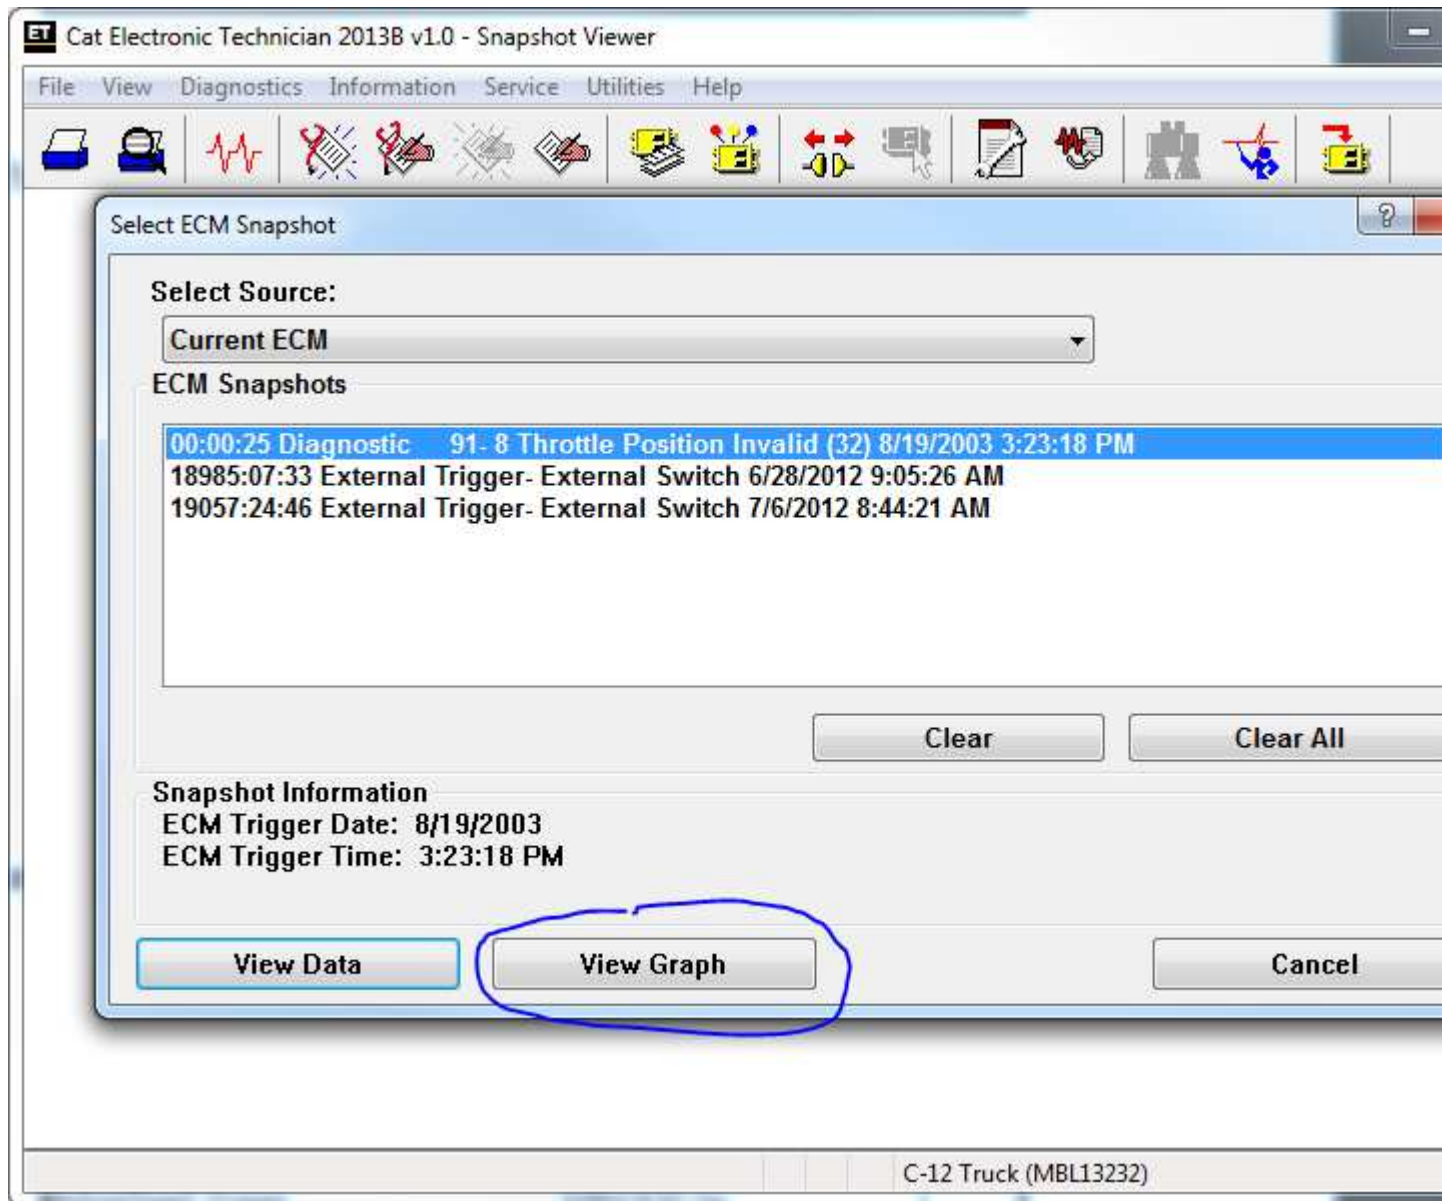 ET Cat Electronic Technician 2013B v1.0 - Snapshot Viewer
File View Diagnostics Information Service Utilities Help
Select ECM Snapshot
Select Source:
Current ECM
ECM Snapshots
00:00:25 Diagnostic 91- 8 Throttle Position Invalid (32) 8/19/2003 3:23:18 PM
18985:07:33 External Trigger- External Switch 6/28/2012 9:05:26 AM
19057:24:46 External Trigger- External Switch 7/6/2012 8:44:21 AM
Clear Clear All
Snapshot Information
ECM Trigger Date: 8/19/2003
ECM Trigger Time: 3:23:18 PM
View Data View Graph Cancel
C-12 Truck (MBL13232)